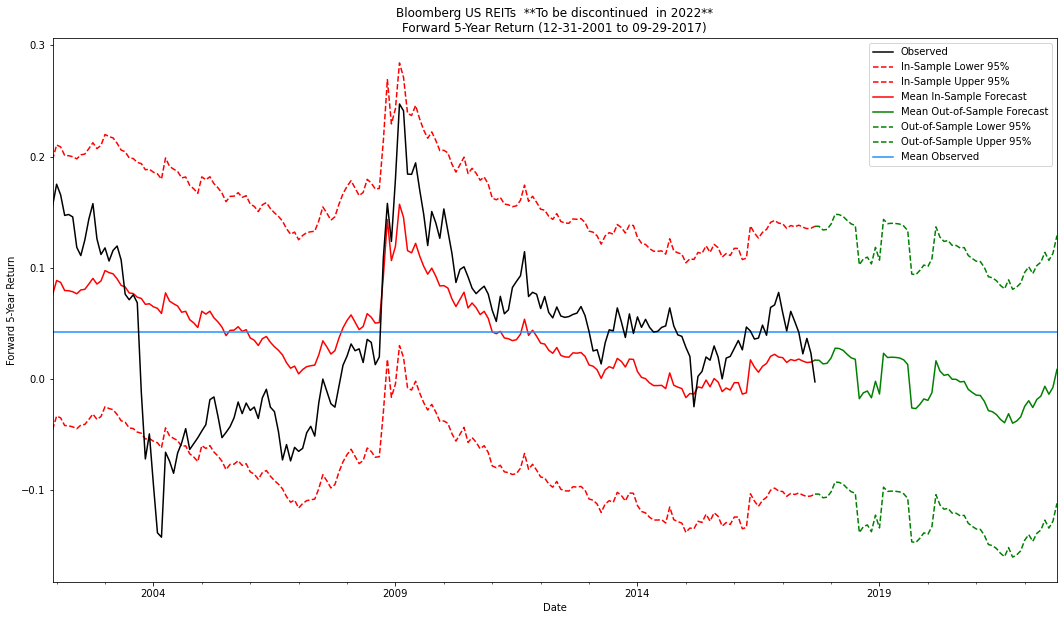 Bloomberg US REITs  **To be discontinued  in 2022**
Forward 5-Year Return (12-31-2001 to 09-29-2017)
Observed
In-Sample Lower 95%
In-Sample Upper 95%
Mean In-Sample Forecast
Mean Out-of-Sample Forecast
Out-of-Sample Lower 95%
Out-of-Sample Upper 95%
Mean Observed
Forward 5-Year Return
0.3
0.2
0.1
0.0
−0.1
2004
2009
2014
2019
Date